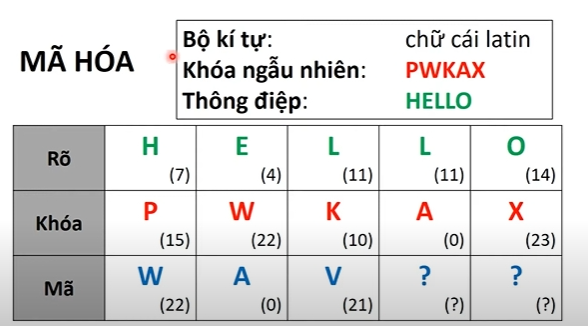 MÃ HÓA
Bộ kí tự: chữ cái latin
Khóa ngẫu nhiên: PWKAX
Thông điệp: HELLO
Rõ H (7) E (4) L (11) L (11) O (14)
Khóa P (15) W (22) K (10) A (0) X (23)
Mã W (22) A (0) V (21) ? (?) ? (?)